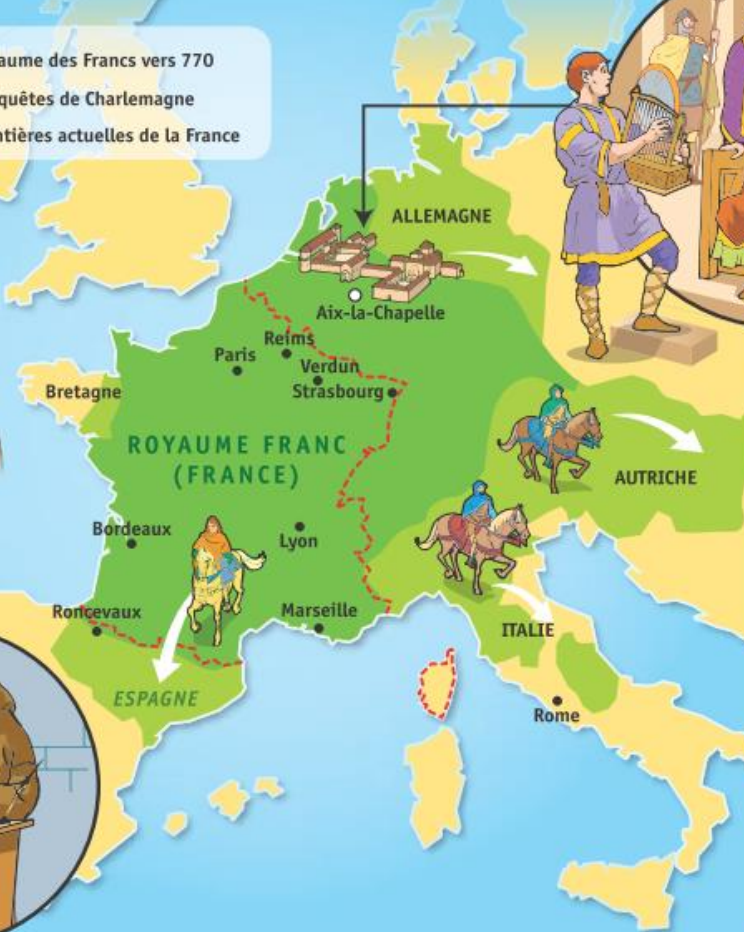 aume des Francs vers 770
quêtes de Charlemagne
ntières actuelles de la France
ALLEMAGNE
Aix-la-Chapelle
Reims
Paris
Verdun
Strasbourg
Bretagne
ROYAUME FRANC
(FRANCE)
AUTRICHE
Bordeaux
Lyon
Roncevaux
Marseille
ITALIE
ESPAGNE
Rome